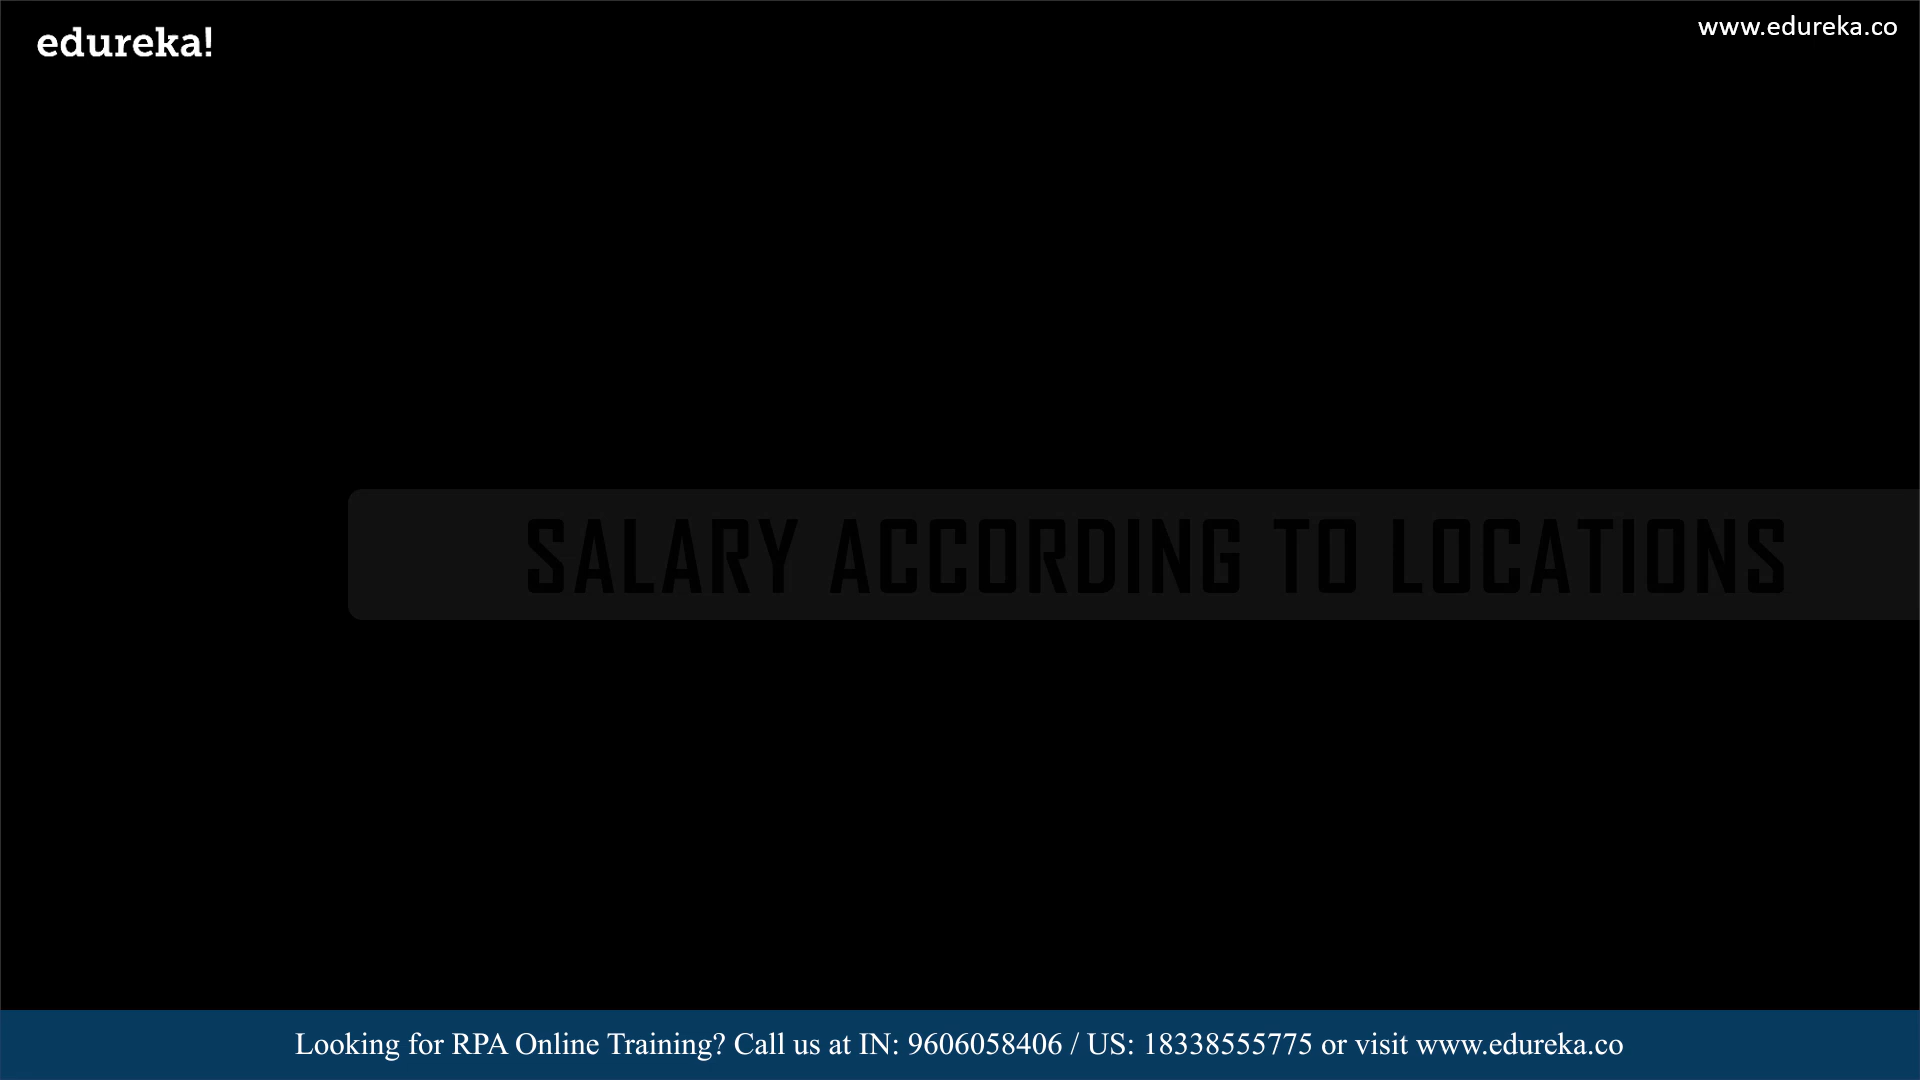 edureka!
www.edureka.co
SALARY ACCORDING TO LOCATIONS
Looking for RPA Online Training? Call us at IN: 9606058406 / US: 18338555775 or visit www.edureka.co